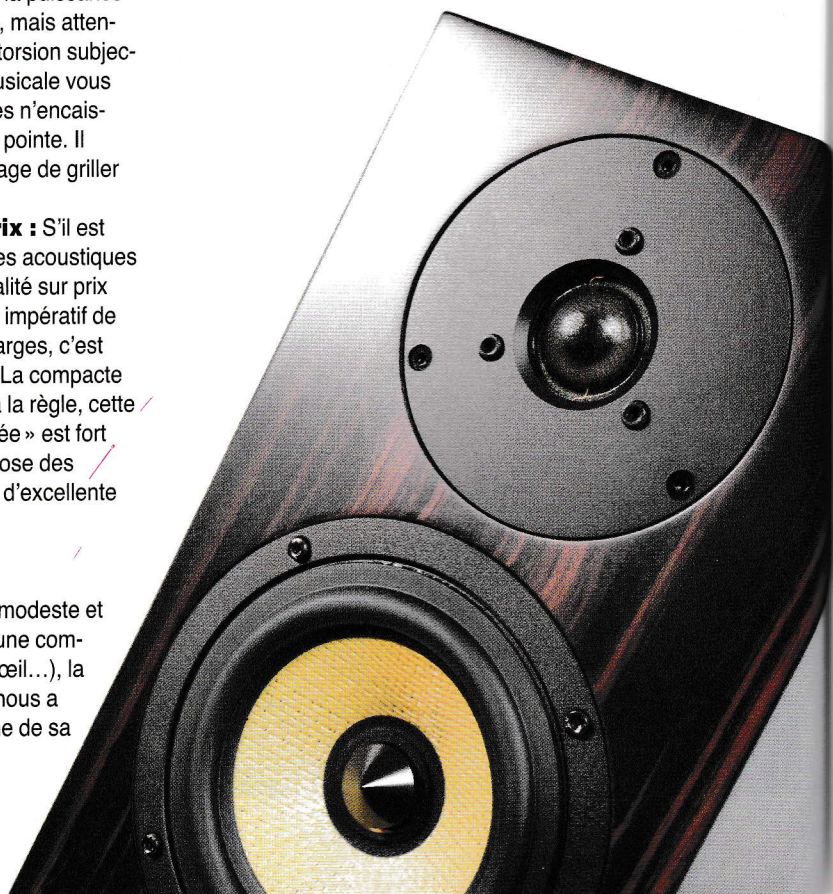 , mais atten-
torsion subjec-
usicale vous
es n'encais-
pointe. Il
age de griller
ix : S'il est
es acoustiques
alité sur prix
impératif de
arges, c'est
La compacte
à la règle, cette
ée » est fort
ose des
d'excellente
modeste et
une com-
œil…), la
nous a
ne de sa